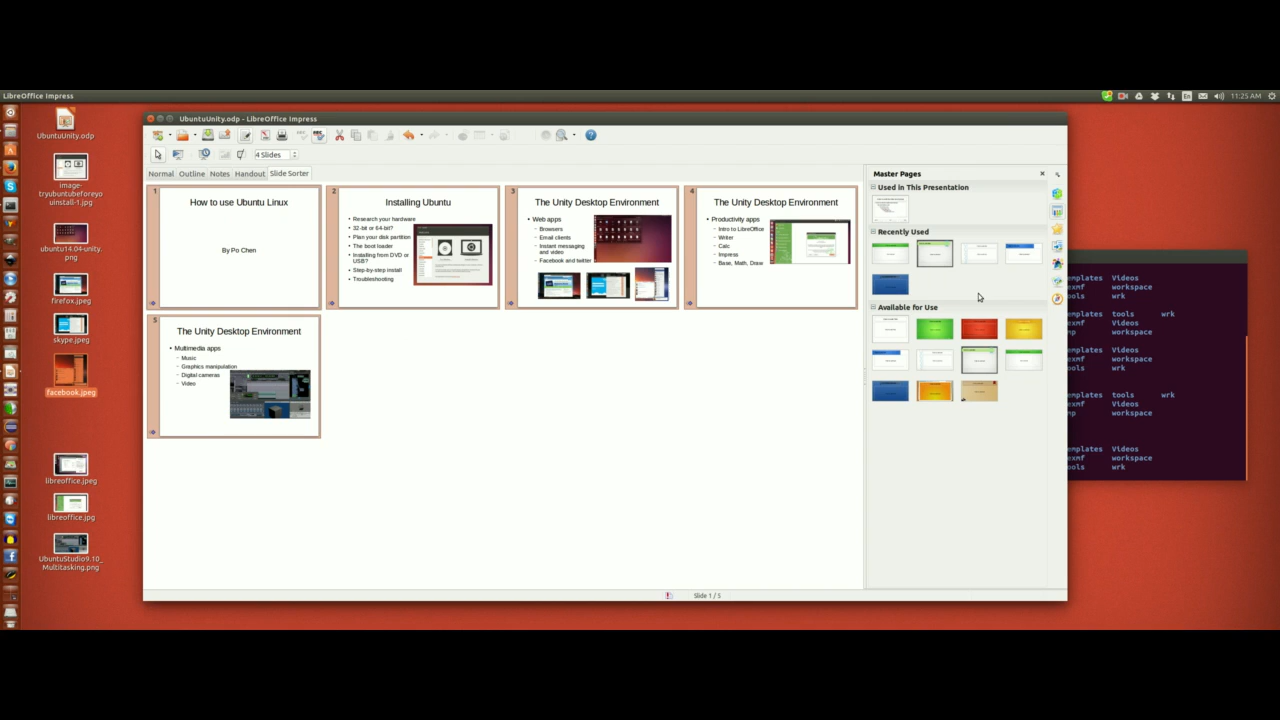 LibreOffice Impress
En
11:25 AM
UbuntuUnity.odp - LibreOffice Impress
UbuntuUnity.odp
image-
tryubuntubeforeyo
uinstall-1.jpg
ubuntu14.04-unity.
png
firefox.jpeg
skype.jpeg
facebook.jpeg
libreoffice.jpeg
libreoffice.jpg
UbuntuStudio9.10_
Multitasking.png
4 Slides
Normal Outline Notes Handout Slide Sorter
1
How to use Ubuntu Linux
By Po Chen
2
Installing Ubuntu
• Research your hardware
• 32-bit or 64-bit?
• Plan your disk partition
• The boot loader
• Installing from DVD or
USB?
• Step-by-step install
• Troubleshooting
3
The Unity Desktop Environment
• Web apps
– Browsers
– Email clients
– Instant messaging
and video
– Facebook and twitter
4
The Unity Desktop Environment
• Productivity apps
– Intro to LibreOffice
– Writer
– Calc
– Impress
– Base, Math, Draw
5
The Unity Desktop Environment
• Multimedia apps
– Music
– Graphics manipulation
– Digital cameras
– Video
Master Pages
Used in This Presentation
Recently Used
Available for Use
emplates Videos
exmf workspace
ools wrk
emplates tools wrk
exmf Videos
mp workspace
emplates Videos
exmf workspace
ools wrk
emplates tools wrk
exmf Videos
mp workspace
emplates Videos
exmf workspace
ools wrk
Slide 1 / 5